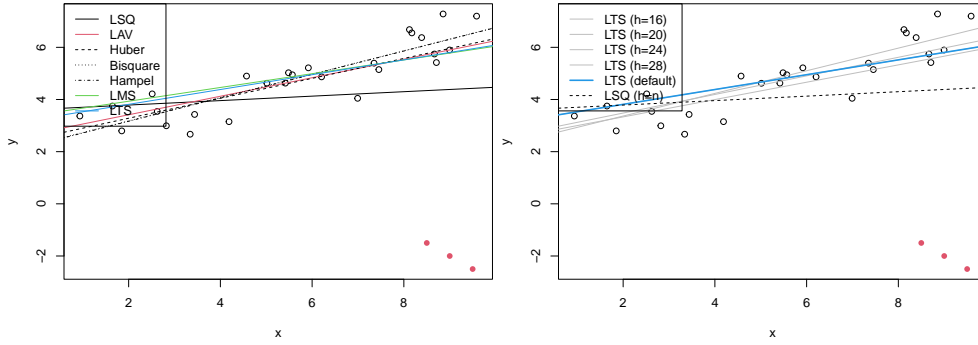 LSQ
LAV
Huber
Bisquare
Hampel
LMS
LTS
6
4
2
0
-2
y
2
4
6
8
x
LTS (h=16)
LTS (h=20)
LTS (h=24)
LTS (h=28)
LTS (default)
LSQ (h=n)
6
4
2
0
-2
y
2
4
6
8
x